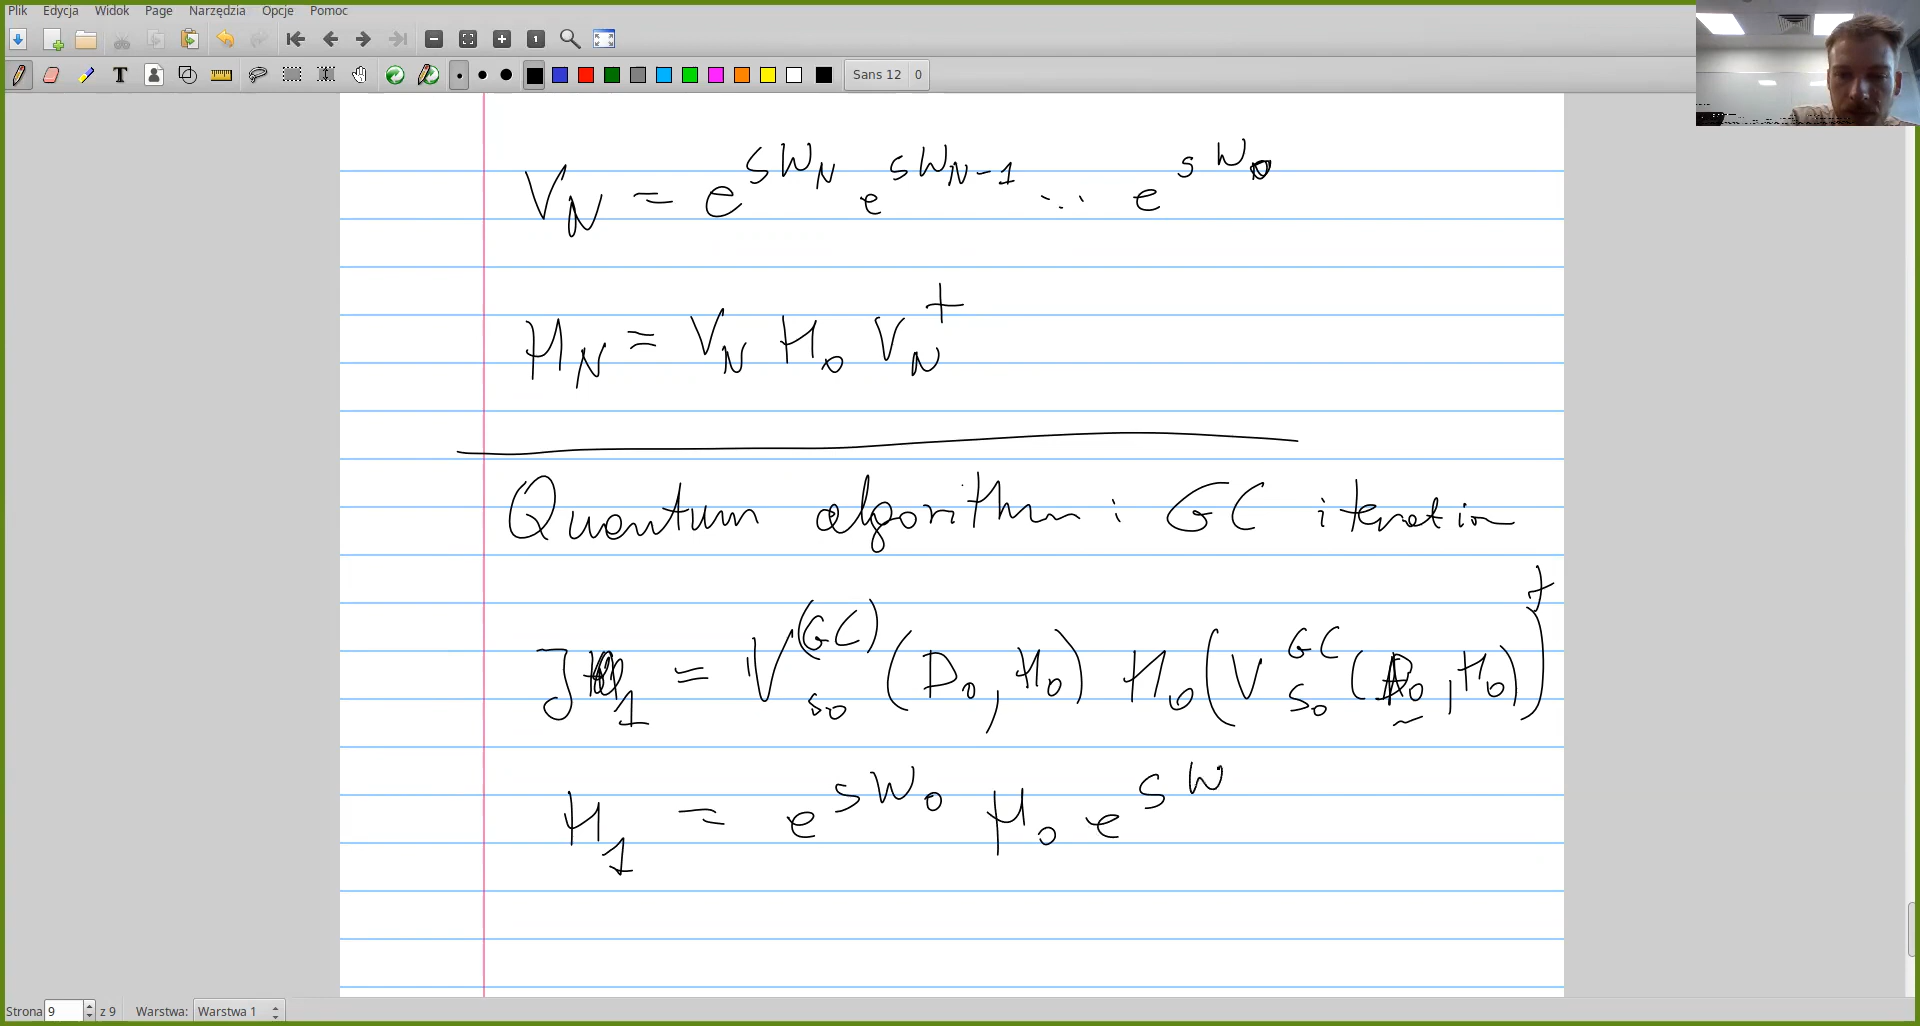 Plik Edycja Widok Page Narzędzia Opcje Pomoc
T Sans 12 0
V_N = e^{sW_N} e^{sW_{N-1}} ... e^{sW_0}
H_N = V_N H_0 V_N^†
Quantum algorithm: GC iteration
J_1 = V_{s_0}^{(GC)} (D_0, H_0) H_0 (V_{s_0}^{GC} (D_0, H_0))^†
H_1 = e^{sW_0} H_0 e^{sW}
Strona 9 z 9 Warstwa: Warstwa 1